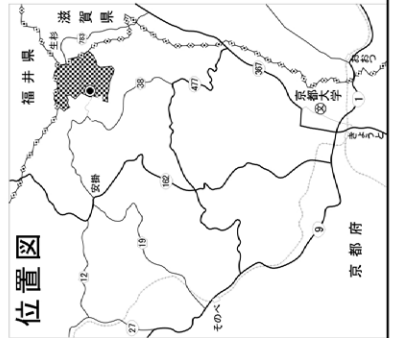 位置図
福井県
滋賀県
生杉
783
38
477
367
京都大学
文
おおつ
1
きょうと
安掛
162
19
12
27
そのべ
9
京都府